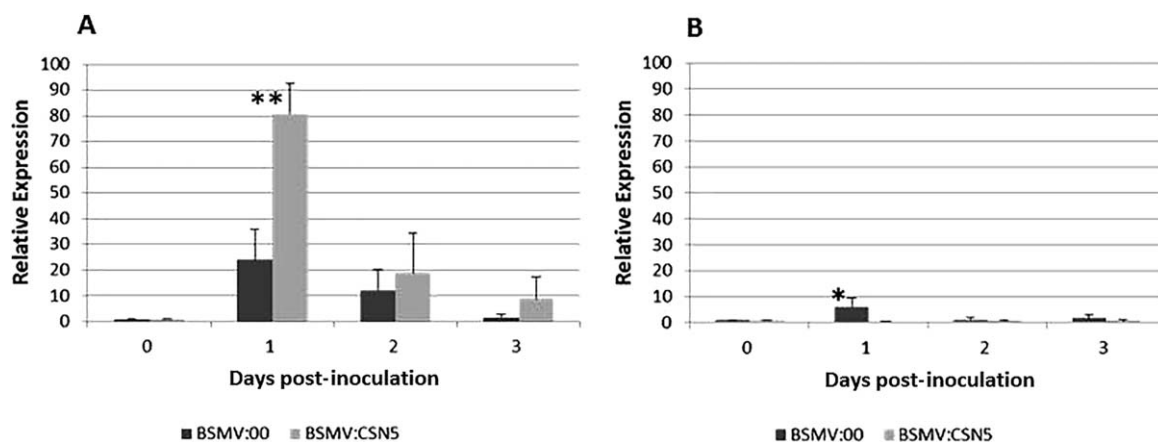 A
Relative Expression
100
90
80
70
60
50
40
30
20
10
0
**
0 1 2 3
Days post-inoculation
BSMV:00 BSMV:CSN5
B
Relative Expression
100
90
80
70
60
50
40
30
20
10
0
*
0 1 2 3
Days post-inoculation
BSMV:00 BSMV:CSN5